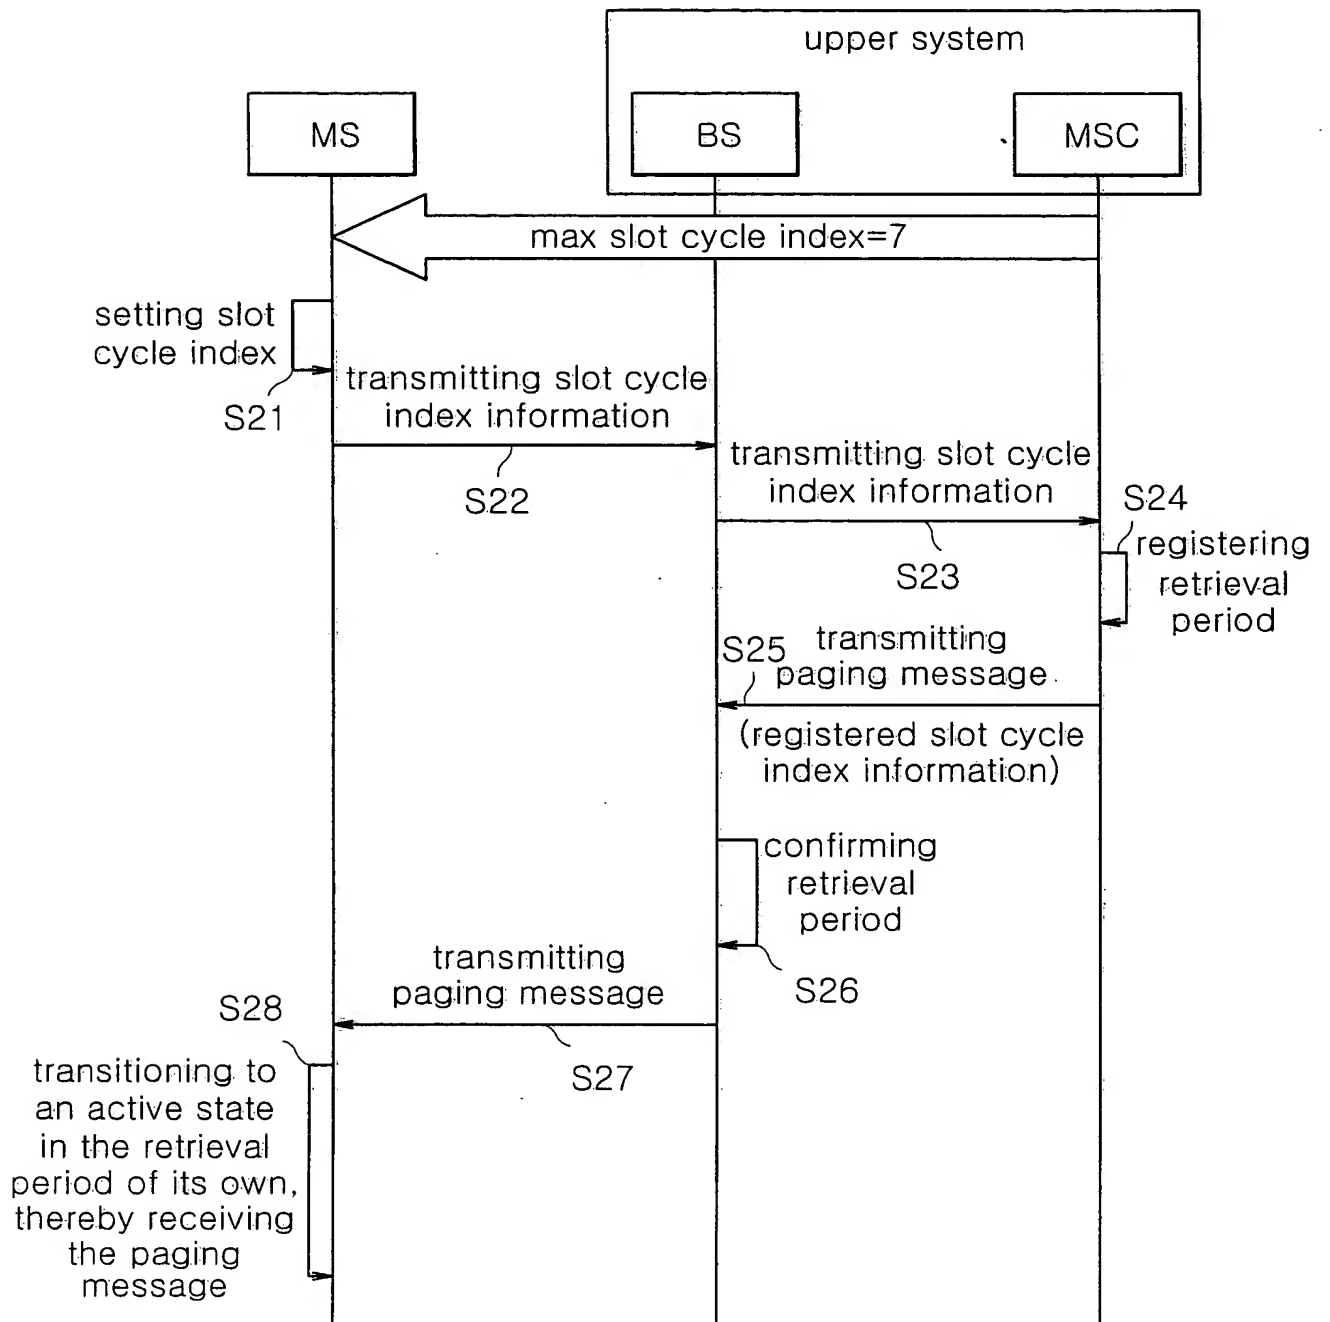 upper system
MS
BS
MSC
max slot cycle index=7
setting slot
cycle index
S21
transmitting slot cycle
index information
S22
transmitting slot cycle
index information
S23
S24
registering
retrieval
period
S25
transmitting
paging message
(registered slot cycle
index information)
confirming
retrieval
period
S26
transmitting
paging message
S27
S28
transitioning to
an active state
in the retrieval
period of its own,
thereby receiving
the paging
message